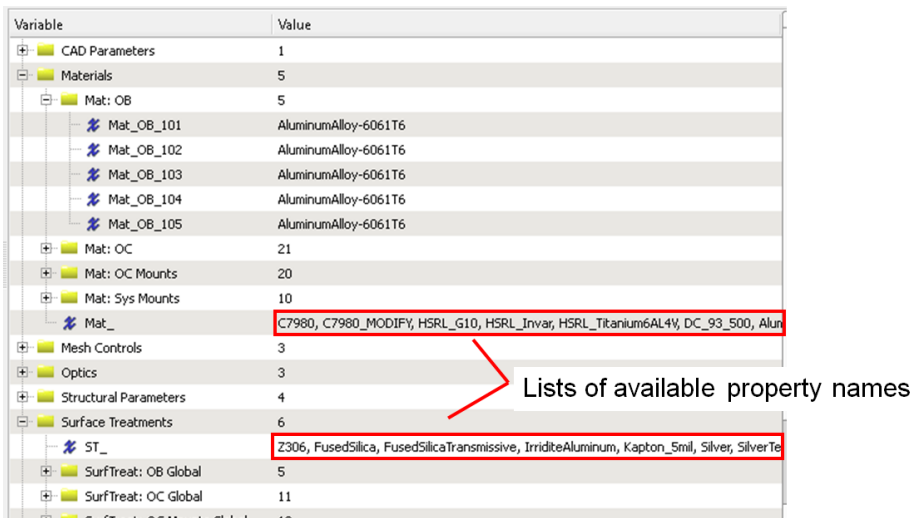 Variable Value
CAD Parameters 1
Materials 5
Mat: OB 5
Mat_OB_101 AluminumAlloy-6061T6
Mat_OB_102 AluminumAlloy-6061T6
Mat_OB_103 AluminumAlloy-6061T6
Mat_OB_104 AluminumAlloy-6061T6
Mat_OB_105 AluminumAlloy-6061T6
Mat: OC 21
Mat: OC Mounts 20
Mat: Sys Mounts 10
Mat_ C7980, C7980_MODIFY, HSRL_G10, HSRL_Invar, HSRL_Titanium6AL4V, DC_93_500, Alum
Mesh Controls 3
Optics 3
Lists of available property names
Structural Parameters 4
Surface Treatments 6
ST_ Z306, FusedSilica, FusedSilicaTransmissive, IrriditeAluminum, Kapton_5mil, Silver, SilverTe
SurfTreat: OB Global 5
SurfTreat: OC Global 11